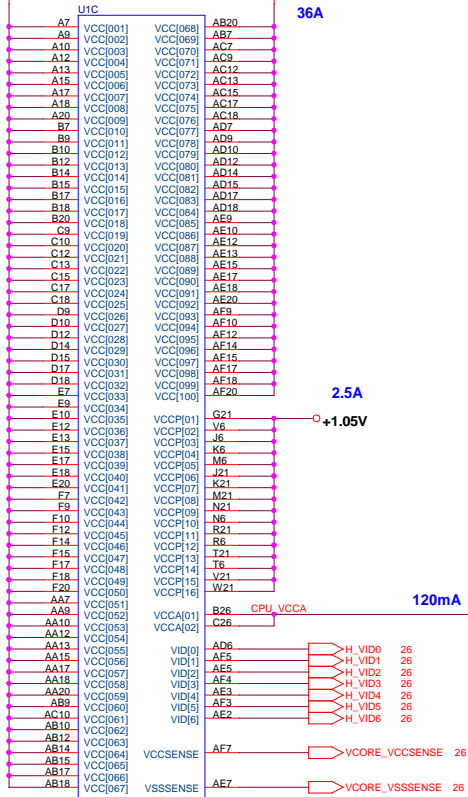 U1C
36A
A7 VCC[001] VCC[068] AB20
A9 VCC[002] VCC[069] AB7
A10 VCC[003] VCC[070] AC7
A12 VCC[004] VCC[071] AC9
A13 VCC[005] VCC[072] AC12
A15 VCC[006] VCC[073] AC13
A17 VCC[007] VCC[074] AC15
A18 VCC[008] VCC[075] AC17
A20 VCC[009] VCC[076] AC18
B7 VCC[010] VCC[077] AD7
B9 VCC[011] VCC[078] AD9
B10 VCC[012] VCC[079] AD10
B12 VCC[013] VCC[080] AD12
B14 VCC[014] VCC[081] AD14
B15 VCC[015] VCC[082] AD15
B17 VCC[016] VCC[083] AD17
B18 VCC[017] VCC[084] AD18
B20 VCC[018] VCC[085] AE9
C9 VCC[019] VCC[086] AE10
C10 VCC[020] VCC[087] AE12
C12 VCC[021] VCC[088] AE13
C13 VCC[022] VCC[089] AE15
C15 VCC[023] VCC[090] AE17
C17 VCC[024] VCC[091] AE18
C18 VCC[025] VCC[092] AE20
D9 VCC[026] VCC[093] AF9
D10 VCC[027] VCC[094] AF10
D12 VCC[028] VCC[095] AF12
D14 VCC[029] VCC[096] AF14
D15 VCC[030] VCC[097] AF15
D17 VCC[031] VCC[098] AF17
D18 VCC[032] VCC[099] AF18
E7 VCC[033] VCC[100] AF20
2.5A
E9 VCC[034]
E10 VCC[035] VCCP[01] G21 +1.05V
E12 VCC[036] VCCP[02] V6
E13 VCC[037] VCCP[03] J6
E15 VCC[038] VCCP[04] K6
E17 VCC[039] VCCP[05] M6
E18 VCC[040] VCCP[06] J21
E20 VCC[041] VCCP[07] K21
F7 VCC[042] VCCP[08] M21
F9 VCC[043] VCCP[09] N21
F10 VCC[044] VCCP[10] N6
F12 VCC[045] VCCP[11] R21
F14 VCC[046] VCCP[12] R6
F15 VCC[047] VCCP[13] T21
F17 VCC[048] VCCP[14] T6
F18 VCC[049] VCCP[15] V21
F20 VCC[050] VCCP[16] W21
AA7 VCC[051] 120mA
AA9 VCC[052] VCCA[01] B26 CPU_VCCA
AA10 VCC[053] VCCA[02] C26
AA12 VCC[054]
AA13 VCC[055] VID[0] AD6 H_VID0 26
AA15 VCC[056] VID[1] AF5 H_VID1 26
AA17 VCC[057] VID[2] AE5 H_VID2 26
AA18 VCC[058] VID[3] AF4 H_VID3 26
AA20 VCC[059] VID[4] AE3 H_VID4 26
AB9 VCC[060] VID[5] AF3 H_VID5 26
AC10 VCC[061] VID[6] AE2 H_VID6 26
AB10 VCC[062]
AB12 VCC[063]
AB14 VCC[064] VCCSENSE AF7 VCORE_VCCSENSE 26
AB15 VCC[065]
AB17 VCC[066]
AB18 VCC[067] VSSSENSE AE7 VCORE_VSSSENSE 26